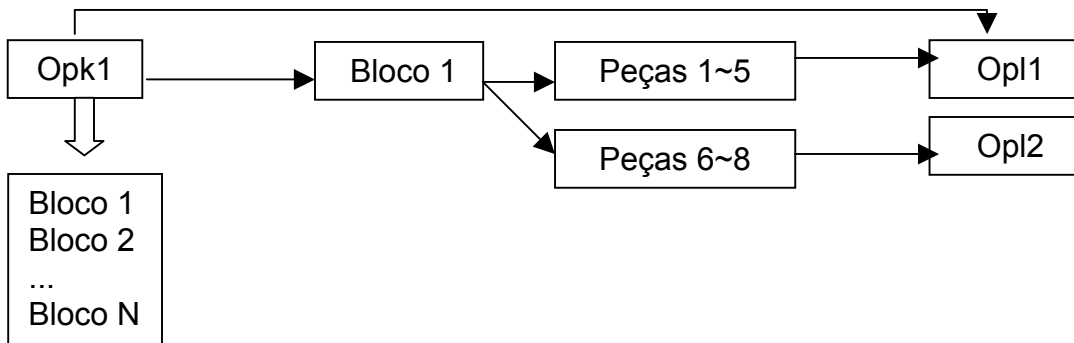 Opk1
Bloco 1
Peças 1~5
Opl1
Peças 6~8
Opl2
Bloco 1
Bloco 2
...
Bloco N